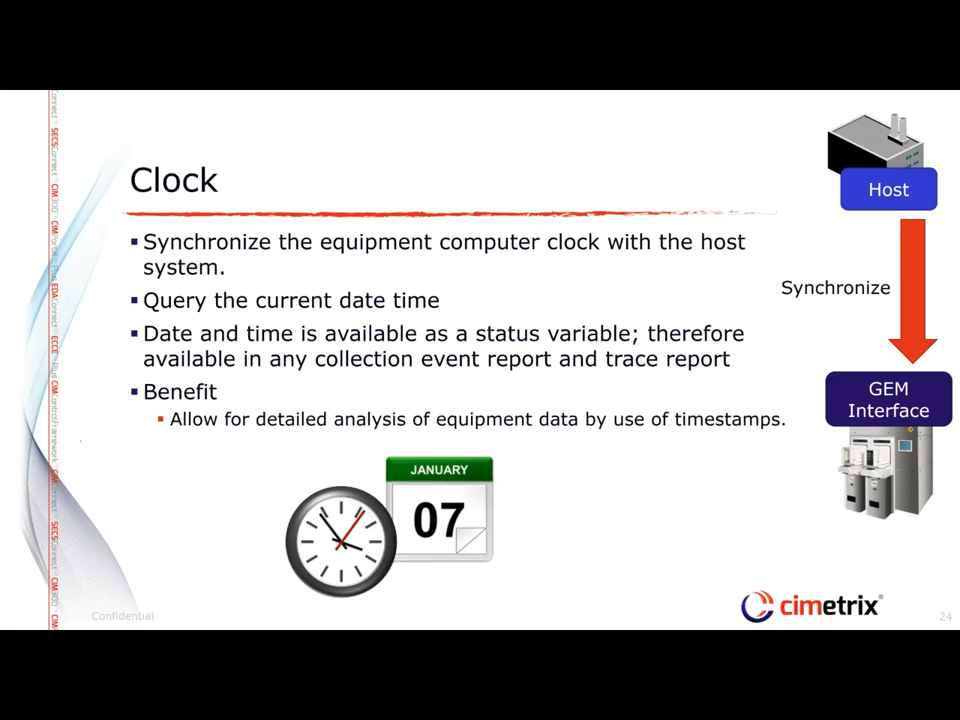 Clock
▪ Synchronize the equipment computer clock with the host
system.
▪ Query the current date time
▪ Date and time is available as a status variable; therefore
available in any collection event report and trace report
▪ Benefit
▪ Allow for detailed analysis of equipment data by use of timestamps.
Host
Synchronize
GEM
Interface
JANUARY
07
Confidential
cimetrix
24